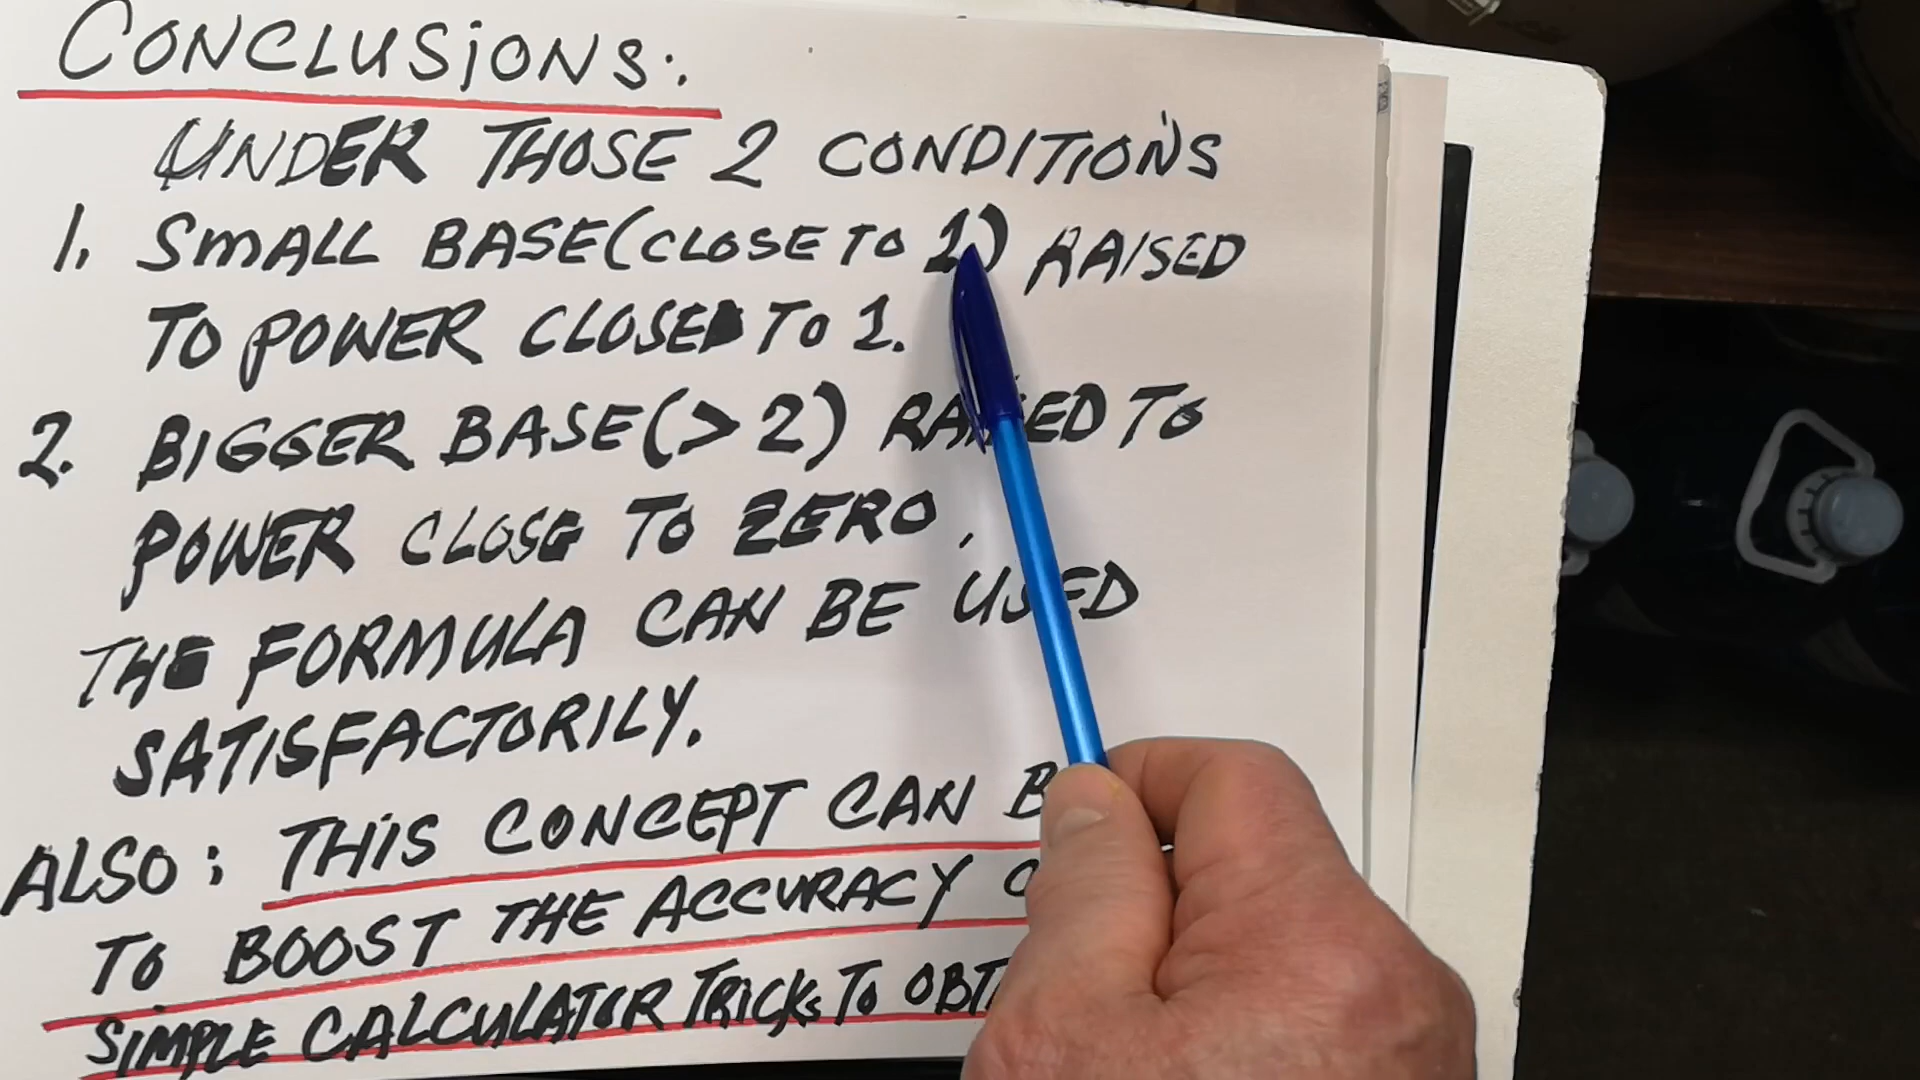 CONCLUSIONS:
UNDER THOSE 2 CONDITIONS
1. SMALL BASE (CLOSE TO 1) RAISED
TO POWER CLOSE TO 1.
2. BIGGER BASE (> 2) RAISED TO
POWER CLOSE TO ZERO,
THE FORMULA CAN BE USED
SATISFACTORILY.
ALSO: THIS CONCEPT CAN
TO BOOST THE ACCURACY
SIMPLE CALCULATOR TRICKS TO